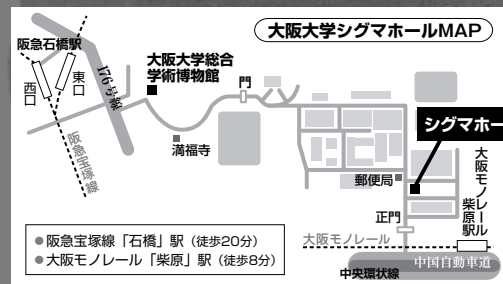 大阪大学シグマホールMAP
阪急石橋駅
西口
東口
176号線
阪急宝塚線
大阪大学総合
学術博物館
門
満福寺
シグマホー
郵便局
正門
大阪モノレール
柴原駅
大阪モノレール
中国自動車道
中央環状線
●阪急宝塚線「石橋」駅（徒歩20分）
●大阪モノレール「柴原」駅（徒歩8分）